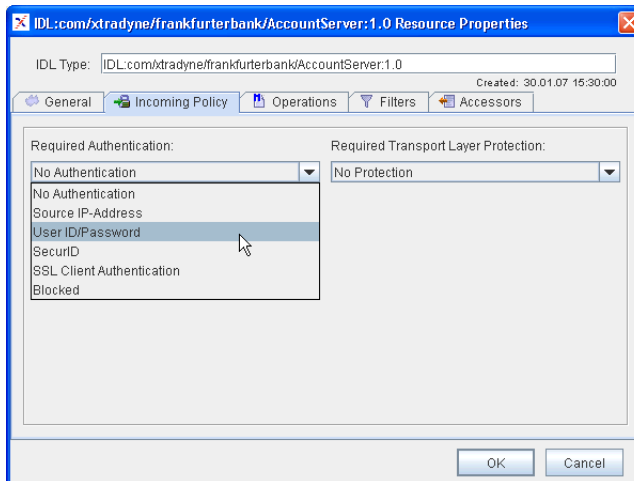 IDL:com/xtradyne/frankfurterbank/AccountServer:1.0 Resource Properties
IDL Type: IDL:com/xtradyne/frankfurterbank/AccountServer:1.0
Created: 30.01.07 15:30:00
General Incoming Policy Operations Filters Accessors
Required Authentication: Required Transport Layer Protection:
No Authentication No Protection
No Authentication
Source IP-Address
User ID/Password
SecurID
SSL Client Authentication
Blocked
OK Cancel